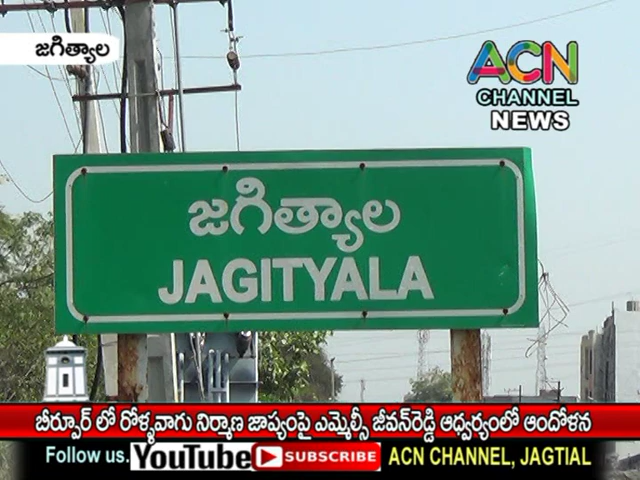 జగిత్యాల
ACN
CHANNEL
NEWS
జగిత్యాల
JAGITYALA
బీర్పూర్ లో రోళ్ళవాగు నిర్మాణ జాప్యంపై ఎమ్మెల్సీ జీవన్‌రెడ్డి ఆధ్వర్యంలో ఆందోళన
Follow us. YouTube SUBSCRIBE ACN CHANNEL, JAGTIAL